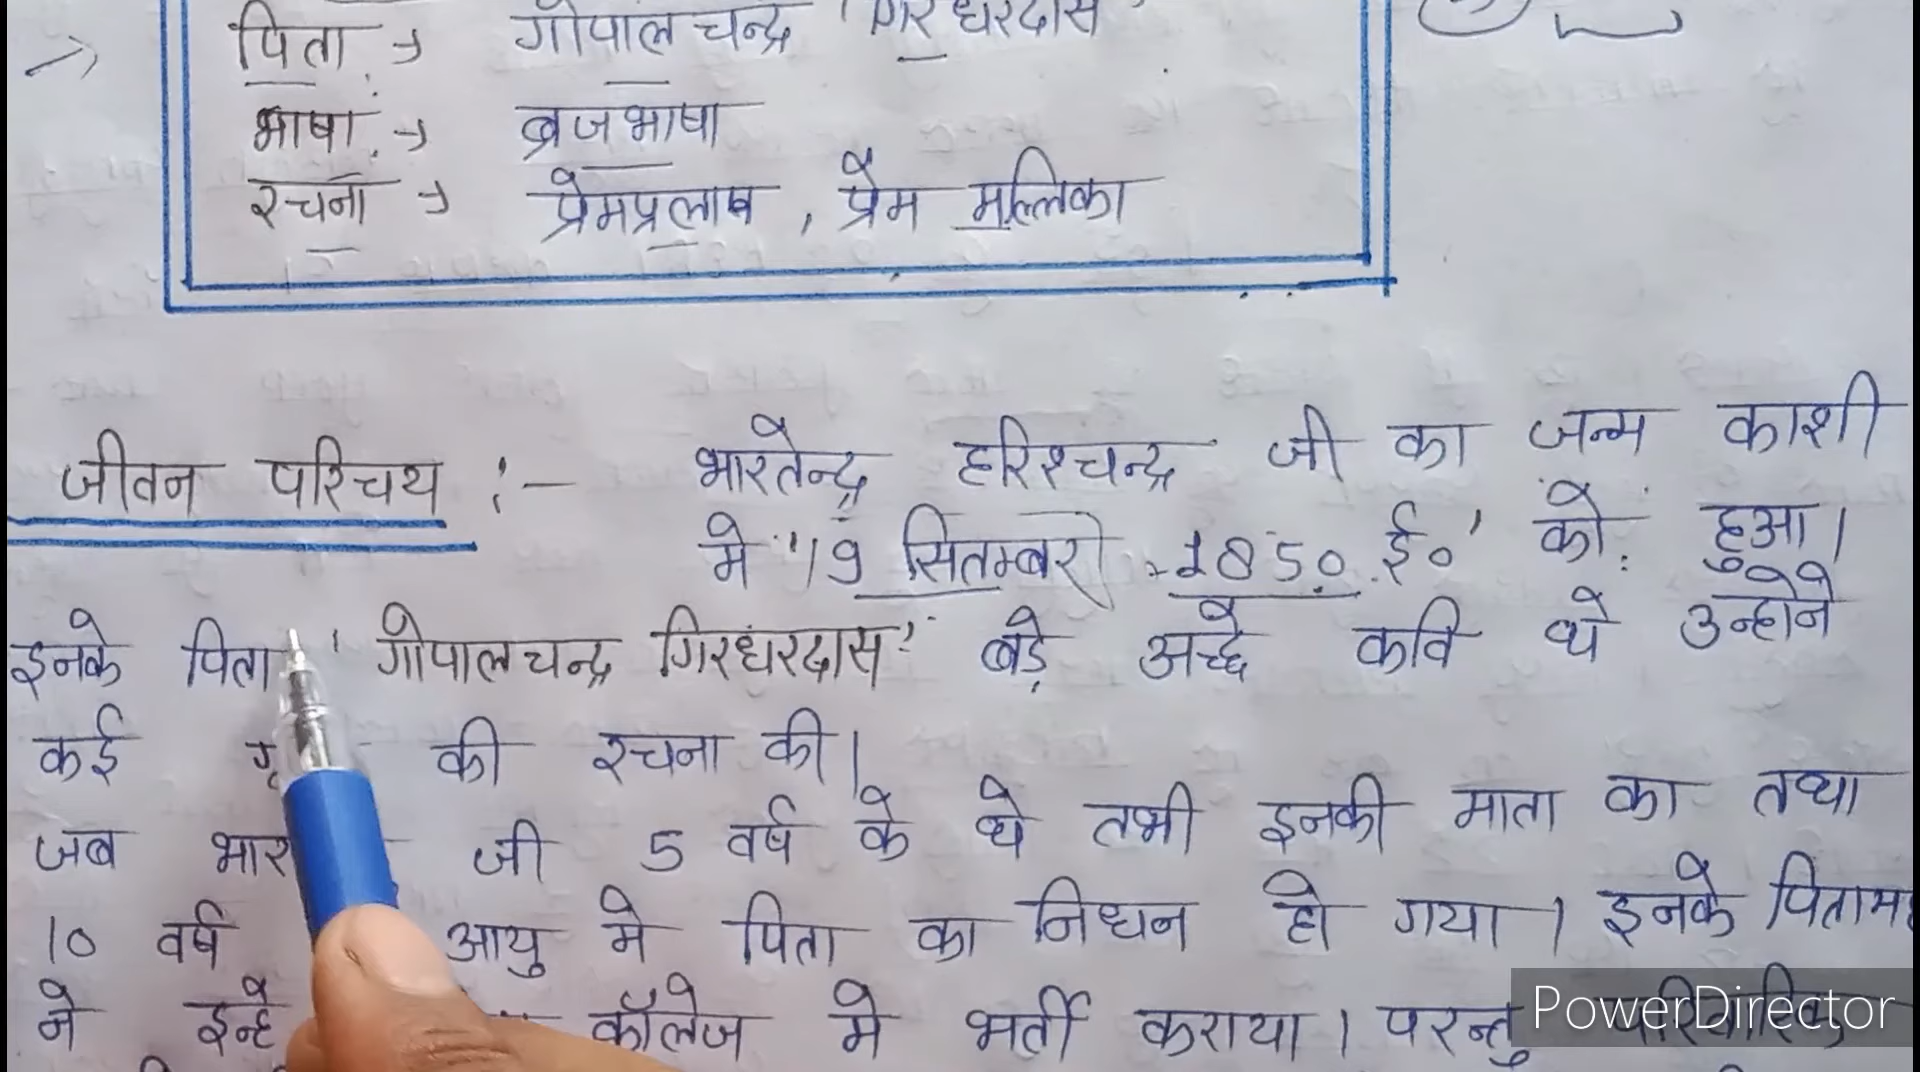 पिता → गोपालचन्द्र 'गिरधरदास'
भाषा → ब्रजभाषा
रचना → प्रेमप्रलाप , प्रेम मल्लिका
जीवन परिचय :- भारतेन्द्र हरिश्चन्द्र जी का जन्म काशी
मे '19 सितम्बर - 1850 ई०' को हुआ।
इनके पिता 'गोपालचन्द्र गिरधरदास' बड़े अच्छे कवि थे उन्होने
कई की रचना की।
जब जी 5 वर्ष के थे तभी इनकी माता का तथा
10 वर्ष आयु मे पिता का निधन हो गया। इनके
ने इन्हे कॉलेज मे भर्ती कराया। परन्तु पारिवारिक
PowerDirector